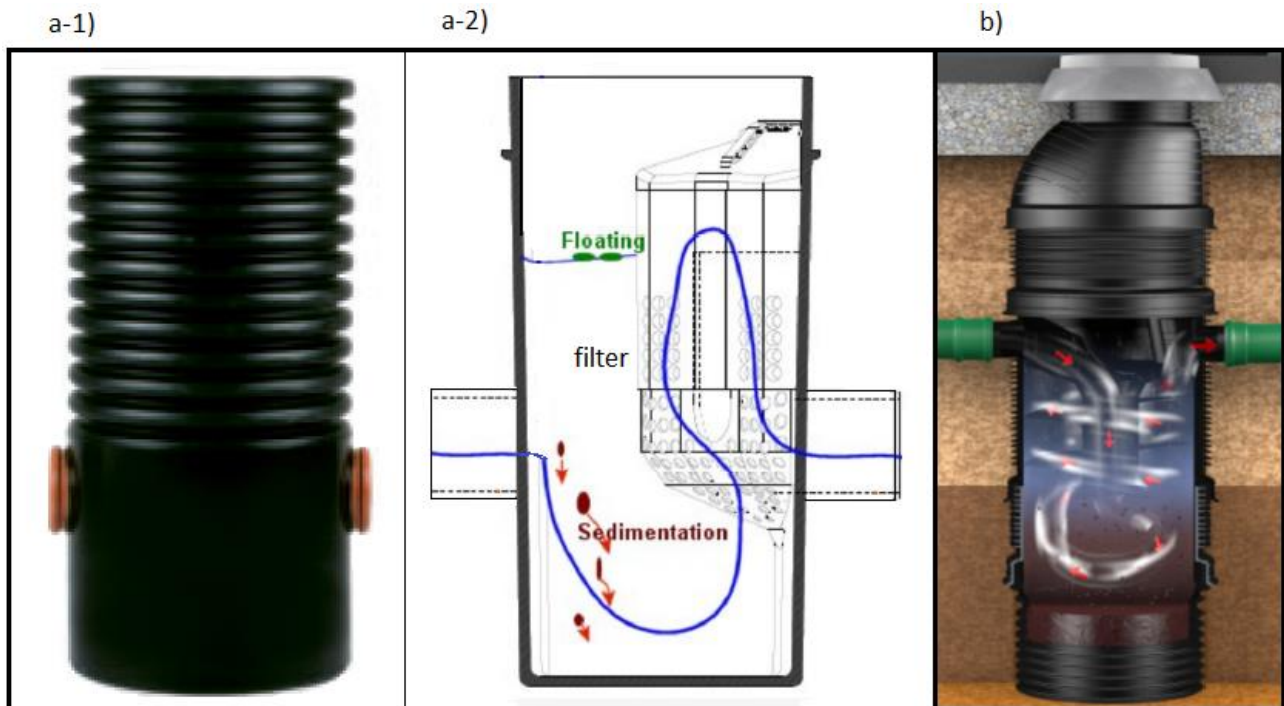 a-1)
a-2)
b)
Floating
filter
Sedimentation